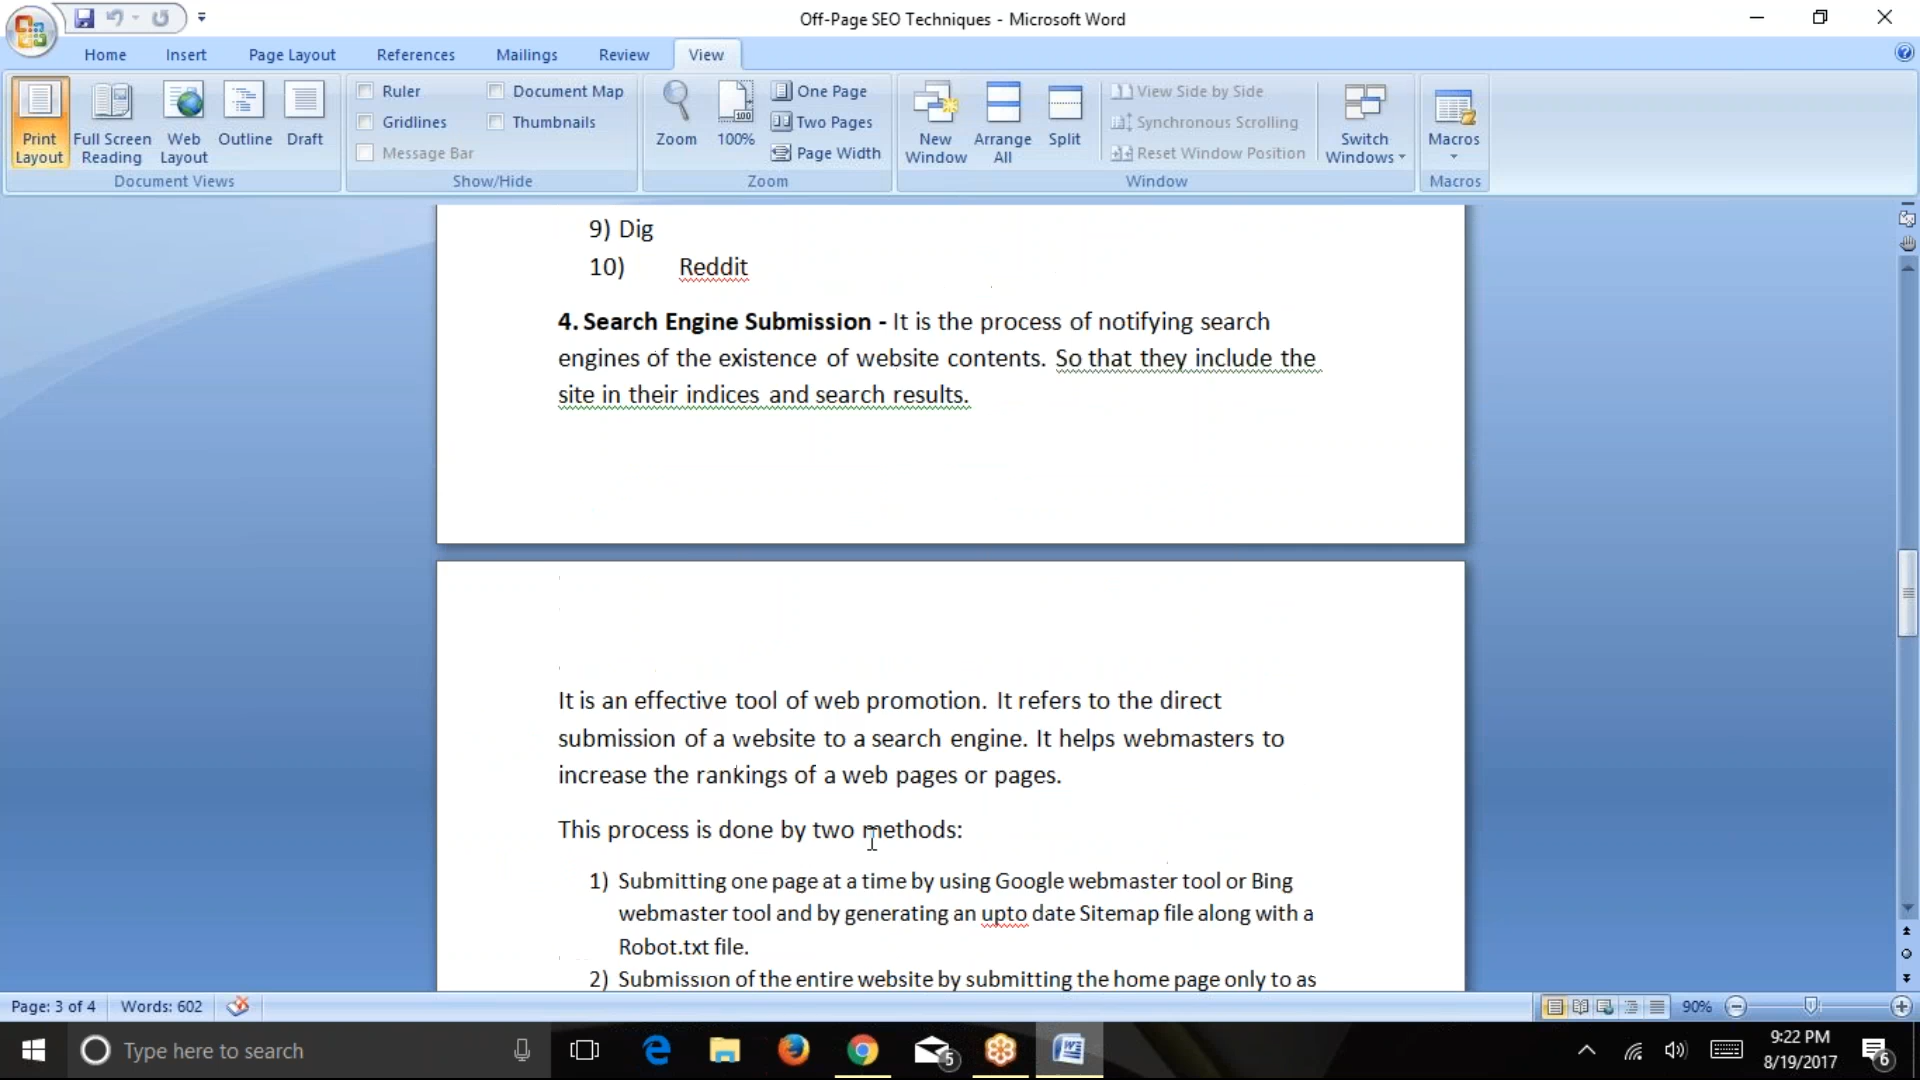 Off-Page SEO Techniques - Microsoft Word
Home Insert Page Layout References Mailings Review View
Print Layout
Full Screen Reading
Web Layout
Outline
Draft
Document Views
Ruler
Gridlines
Message Bar
Document Map
Thumbnails
Show/Hide
Zoom
100%
One Page
Two Pages
Page Width
Zoom
New Window
Arrange All
Split
View Side by Side
Synchronous Scrolling
Reset Window Position
Switch Windows
Window
Macros
Macros
9) Dig
10) Reddit
4. Search Engine Submission - It is the process of notifying search
engines of the existence of website contents. So that they include the
site in their indices and search results.
It is an effective tool of web promotion. It refers to the direct
submission of a website to a search engine. It helps webmasters to
increase the rankings of a web pages or pages.
This process is done by two methods:
1) Submitting one page at a time by using Google webmaster tool or Bing
webmaster tool and by generating an upto date Sitemap file along with a
Robot.txt file.
2) Submission of the entire website by submitting the home page only to as
Page: 3 of 4 Words: 602 90%
Type here to search
5
9:22 PM
8/19/2017
6